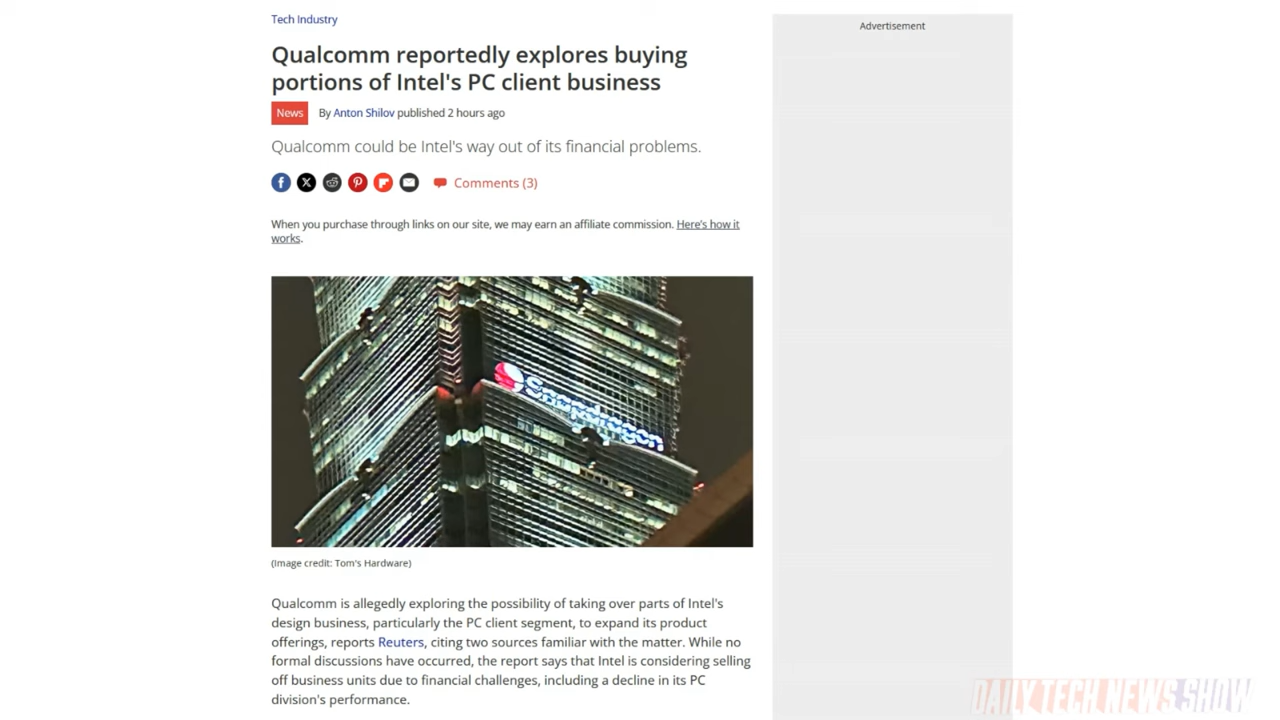 Tech Industry
Advertisement
Qualcomm reportedly explores buying
portions of Intel's PC client business
News By Anton Shilov published 2 hours ago
Qualcomm could be Intel's way out of its financial problems.
Comments (3)
When you purchase through links on our site, we may earn an affiliate commission. Here's how it
works.
Snapdragon
(Image credit: Tom's Hardware)
Qualcomm is allegedly exploring the possibility of taking over parts of Intel's
design business, particularly the PC client segment, to expand its product
offerings, reports Reuters, citing two sources familiar with the matter. While no
formal discussions have occurred, the report says that Intel is considering selling
off business units due to financial challenges, including a decline in its PC
division's performance.
DAILY TECH NEWS SHOW